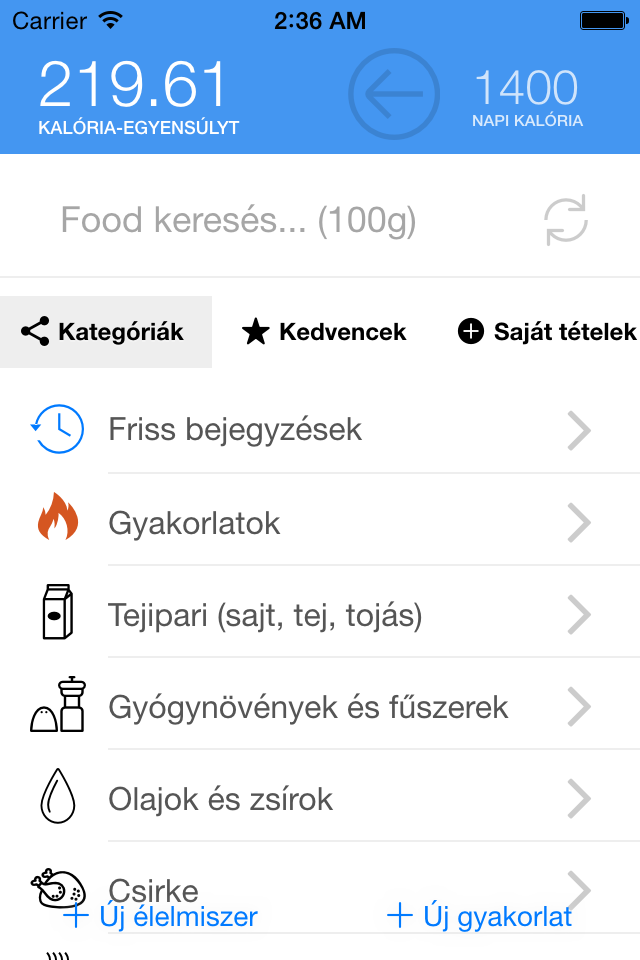 Carrier 2:36 AM
219.61 1400
KALÓRIA-EGYENSÚLYT NAPI KALÓRIA
Food keresés... (100g)
Kategóriák Kedvencek Saját tételek
Friss bejegyzések
Gyakorlatok
Tejipari (sajt, tej, tojás)
Gyógynövények és fűszerek
Olajok és zsírok
Csirke
Új élelmiszer Új gyakorlat